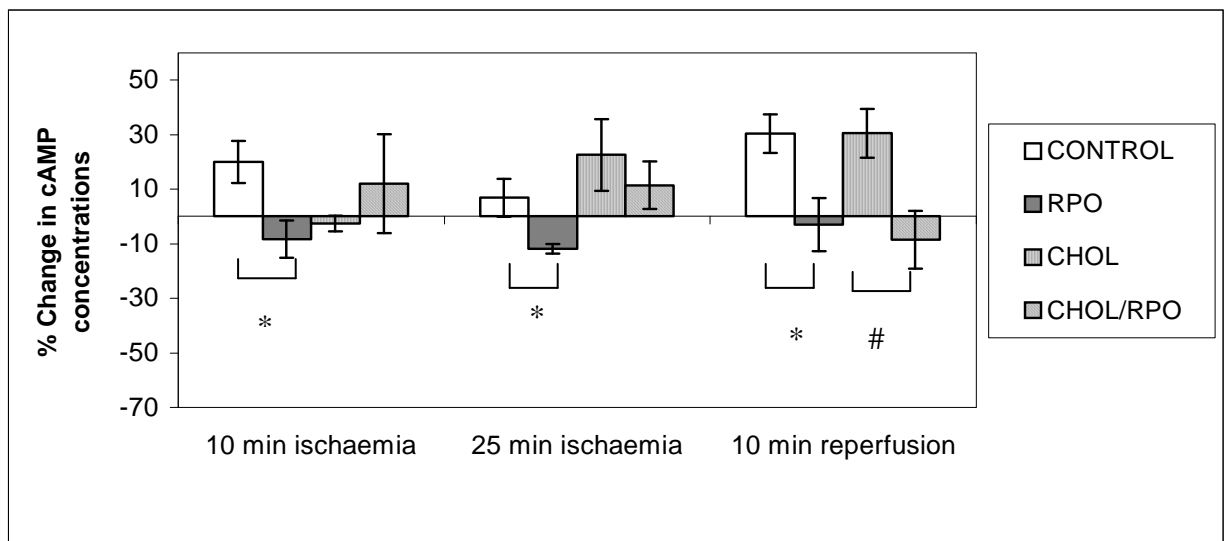 % Change in cAMP
concentrations
50
30
10
-10
-30
-50
-70
*
*
*
#
10 min ischaemia
25 min ischaemia
10 min reperfusion
CONTROL
RPO
CHOL
CHOL/RPO